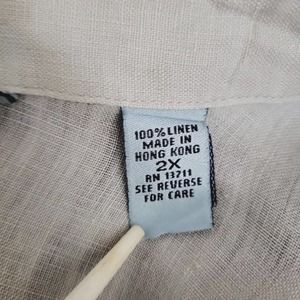 100% LINEN
MADE IN
HONG KONG
2X
RN 13711
SEE REVERSE
FOR CARE